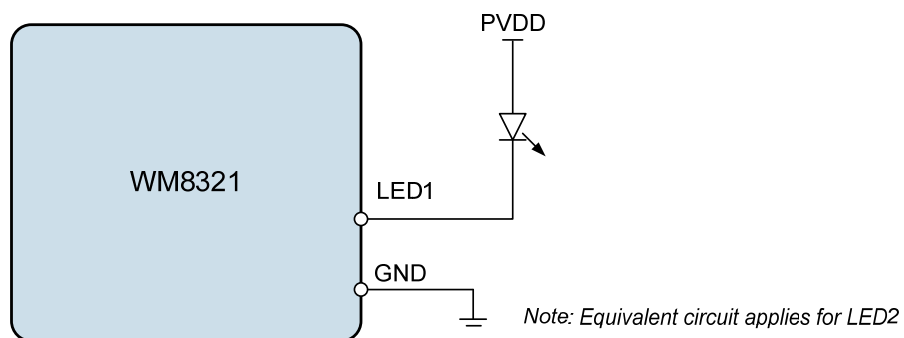 PVDD
WM8321
LED1
GND
Note: Equivalent circuit applies for LED2